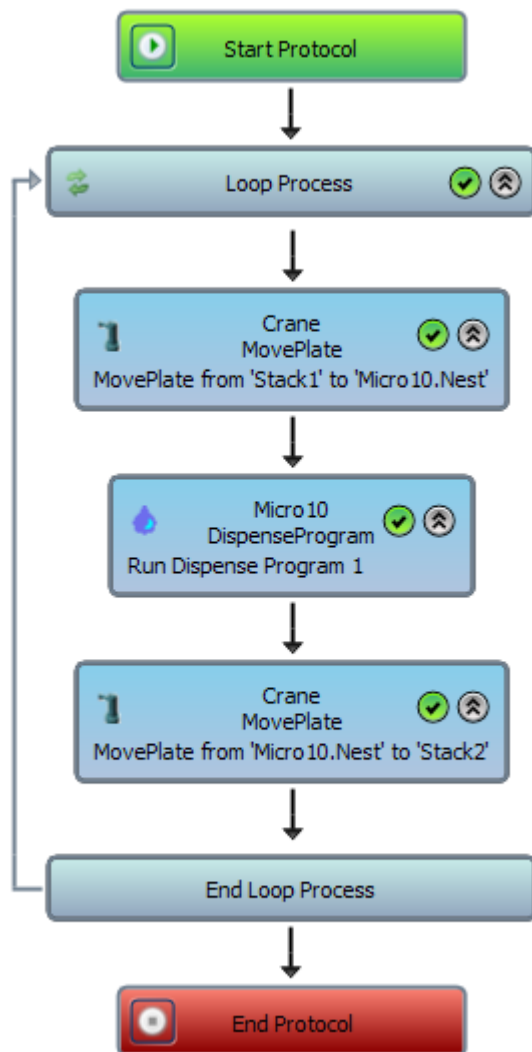 Start Protocol
Loop Process
Crane
MovePlate
MovePlate from 'Stack1' to 'Micro10.Nest'
Micro10
DispenseProgram
Run Dispense Program 1
Crane
MovePlate
MovePlate from 'Micro10.Nest' to 'Stack2'
End Loop Process
End Protocol